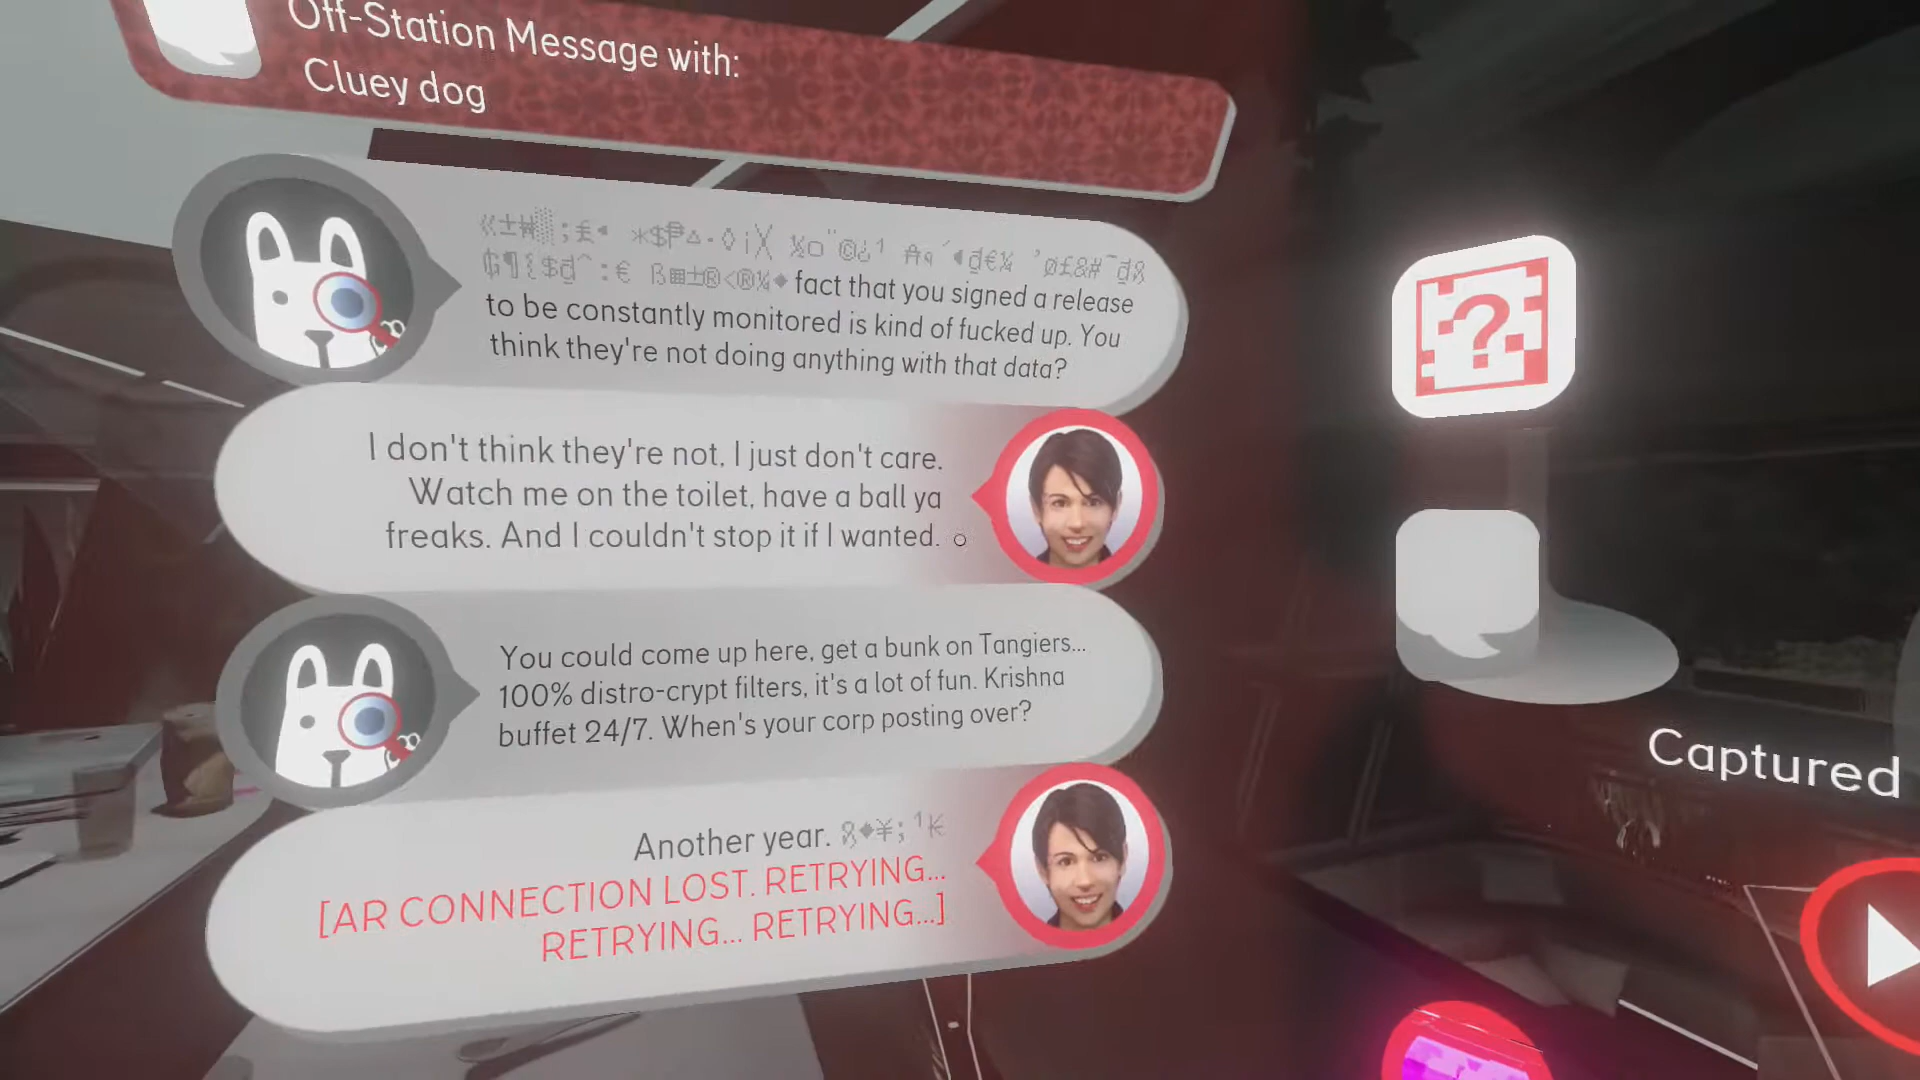 Off-Station Message with:
Cluey dog
fact that you signed a release
to be constantly monitored is kind of fucked up. You
think they're not doing anything with that data?
I don't think they're not, I just don't care.
Watch me on the toilet, have a ball ya
freaks. And I couldn't stop it if I wanted.
You could come up here, get a bunk on Tangiers...
100% distro-crypt filters, it's a lot of fun. Krishna
buffet 24/7. When's your corp posting over?
Another year.
[AR CONNECTION LOST. RETRYING...
RETRYING... RETRYING...]
?
Captured